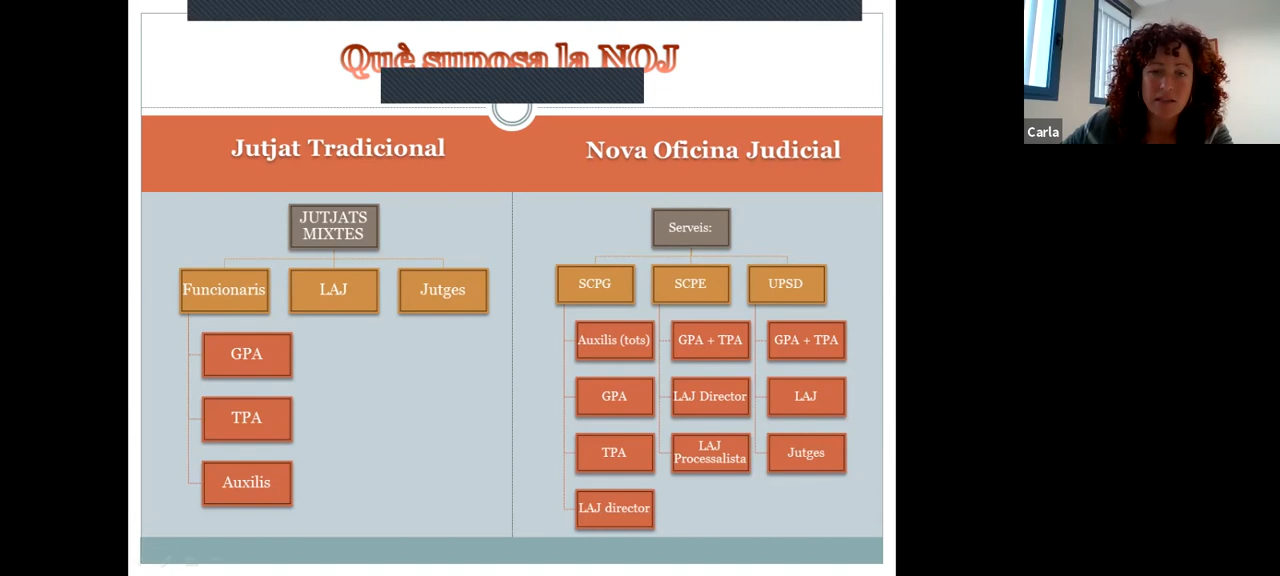 Què suposa la NOJ
Jutjat Tradicional
Nova Oficina Judicial
JUTJATS
MIXTES
Funcionaris
LAJ
Jutges
GPA
TPA
Auxilis
Serveis:
SCPG
SCPE
UPSD
Auxilis (tots)
GPA + TPA
GPA + TPA
GPA
LAJ Director
LAJ
TPA
LAJ
Processalista
Jutges
LAJ director
Carla